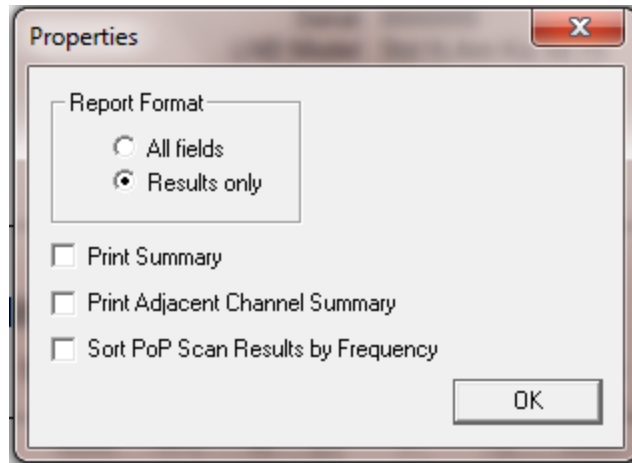 Properties
Report Format
All fields
Results only
Print Summary
Print Adjacent Channel Summary
Sort PoP Scan Results by Frequency
OK